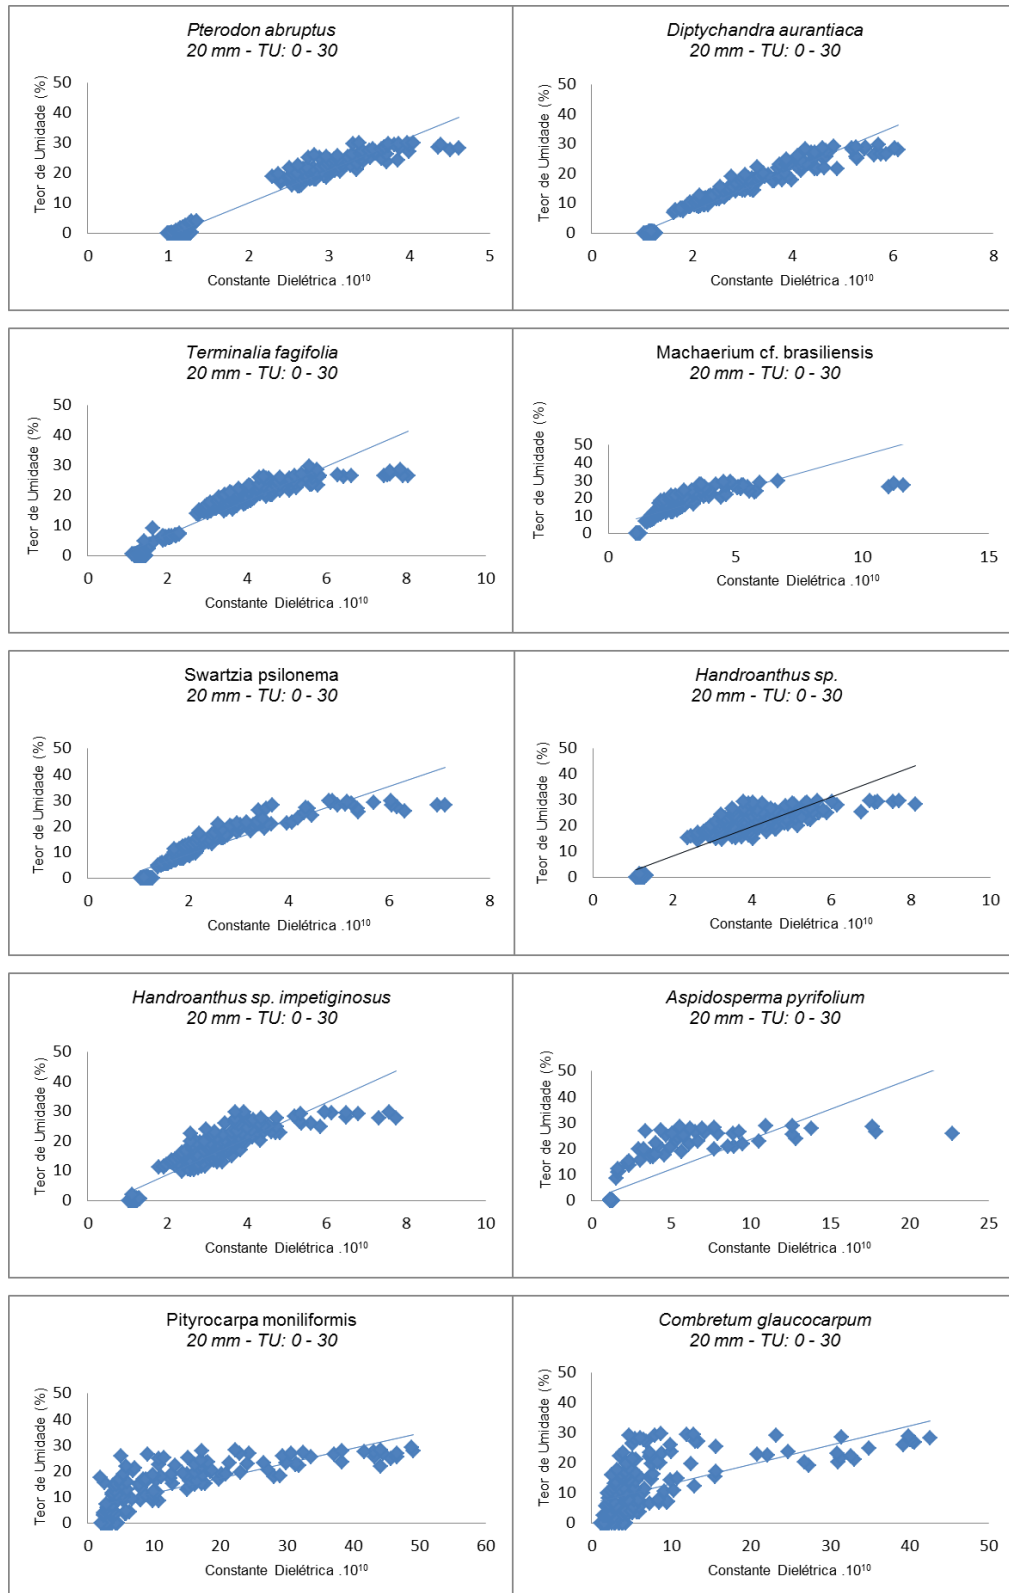 Pterodon abruptus
20 mm - TU: 0 - 30
Teor de Umidade (%)
50
40
30
20
10
0
0 1 2 3 4 5
Constante Dielétrica .10¹⁰
Diptychandra aurantiaca
20 mm - TU: 0 - 30
Teor de Umidade (%)
50
40
30
20
10
0
0 2 4 6 8
Constante Dielétrica .10¹⁰
Terminalia fagifolia
20 mm - TU: 0 - 30
Teor de Umidade (%)
50
40
30
20
10
0
0 2 4 6 8 10
Constante Dielétrica .10¹⁰
Machaerium cf. brasiliensis
20 mm - TU: 0 - 30
Teor de Umidade (%)
50
40
30
20
10
0
0 5 10 15
Constante Dielétrica .10¹⁰
Swartzia psilonema
20 mm - TU: 0 - 30
Teor de Umidade (%)
50
40
30
20
10
0
0 2 4 6 8
Constante Dielétrica .10¹⁰
Handroanthus sp.
20 mm - TU: 0 - 30
Teor de Umidade (%)
50
40
30
20
10
0
0 2 4 6 8 10
Constante Dielétrica .10¹⁰
Handroanthus sp. impetiginosus
20 mm - TU: 0 - 30
Teor de Umidade (%)
50
40
30
20
10
0
0 2 4 6 8 10
Constante Dielétrica .10¹⁰
Aspidosperma pyrifolium
20 mm - TU: 0 - 30
Teor de Umidade (%)
50
40
30
20
10
0
0 5 10 15 20 25
Constante Dielétrica .10¹⁰
Pityrocarpa moniliformis
20 mm - TU: 0 - 30
Teor de Umidade (%)
50
40
30
20
10
0
0 10 20 30 40 50 60
Constante Dielétrica .10¹⁰
Combretum glaucocarpum
20 mm - TU: 0 - 30
Teor de Umidade (%)
50
40
30
20
10
0
0 10 20 30 40 50
Constante Dielétrica .10¹⁰